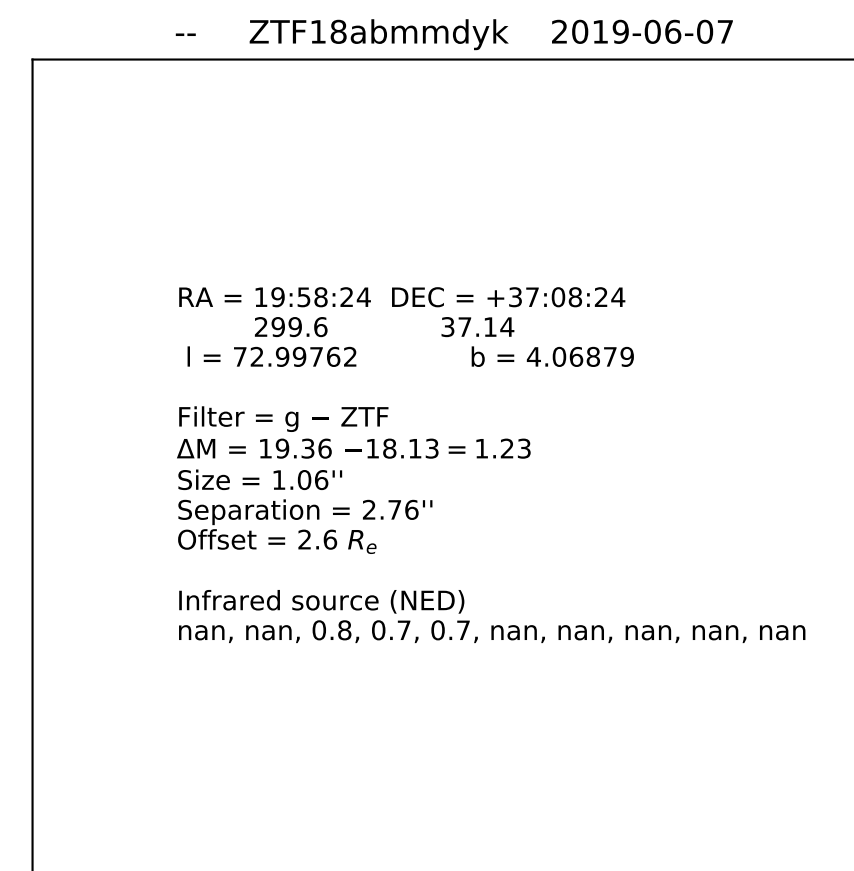 -- ZTF18abmmdyk 2019-06-07
RA = 19:58:24 DEC = +37:08:24
299.6 37.14
l = 72.99762 b = 4.06879
Filter = g − ZTF
ΔM = 19.36 −18.13 = 1.23
Size = 1.06''
Separation = 2.76''
Offset = 2.6 Re
Infrared source (NED)
nan, nan, 0.8, 0.7, 0.7, nan, nan, nan, nan, nan